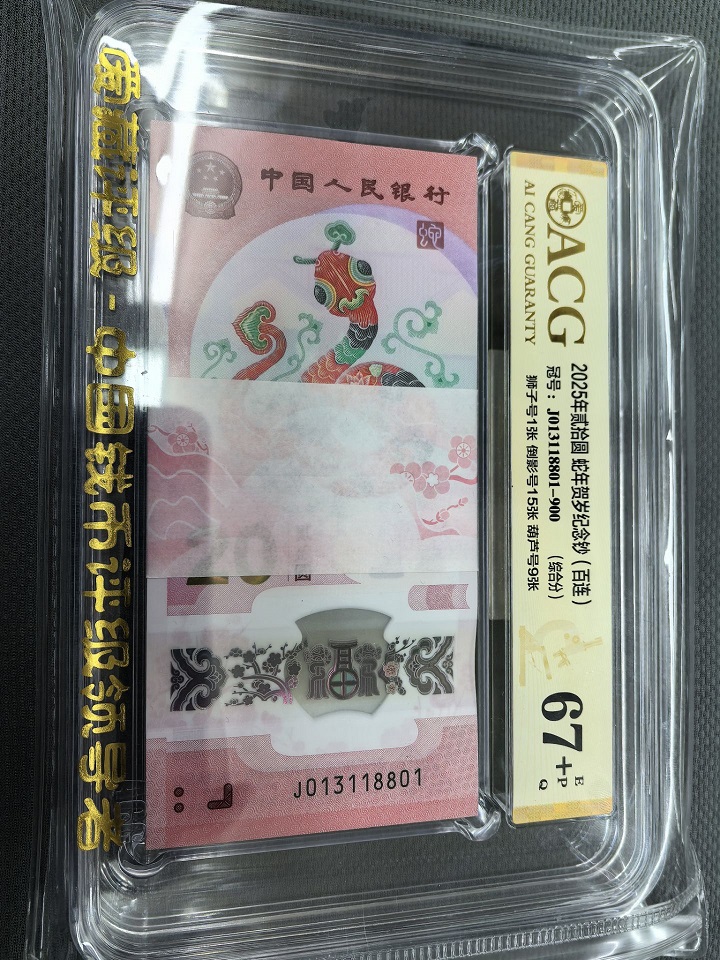 爱藏评级-中国钱币评级领导者
中国人民银行
20
圆
J013118801
ACG
AI CANG GUARANTY
2025年贰拾圆 蛇年贺岁纪念钞（百连）
冠号：J013118801-900 （综合分）
狮子号1张 倒影号15张 葫芦号9张
67+
E
P
Q